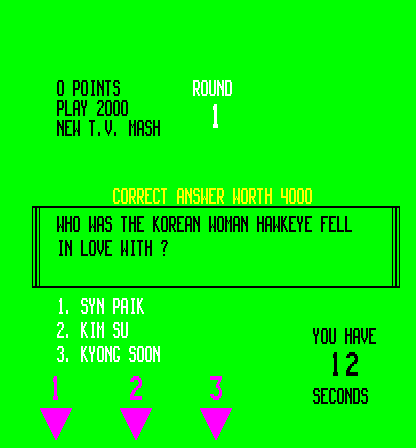 0 POINTS
PLAY 2000
NEW T.V. MASH
ROUND
1
CORRECT ANSWER WORTH 4000
WHO WAS THE KOREAN WOMAN HAWKEYE FELL
IN LOVE WITH ?
1. SYN PAIK
2. KIM SU
3. KYONG SOON
YOU HAVE
12
SECONDS
1 2 3